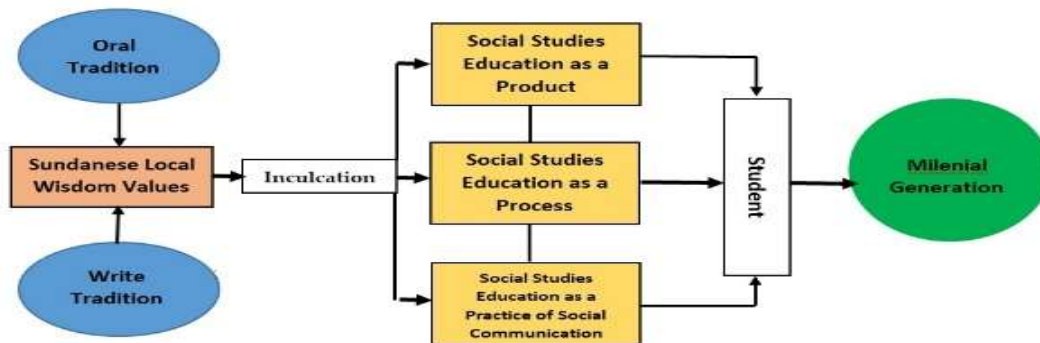 Oral
Tradition
Sundanese Local
Wisdom Values
Write
Tradition
Inculcation
Social Studies
Education as a
Product
Social Studies
Education as a
Process
Social Studies
Education as a
Practice of Social
Communication
Student
Milenial
Generation